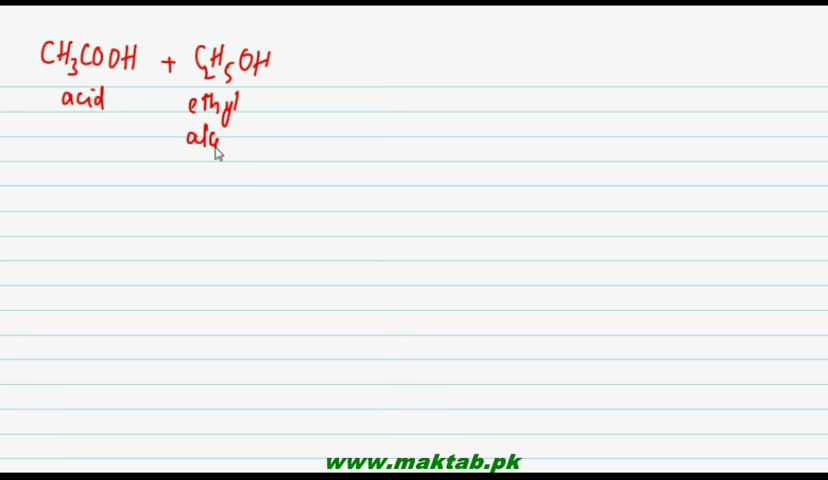 CH₃COOH + C₂H₅OH
acid ethyl
alc
www.maktab.pk